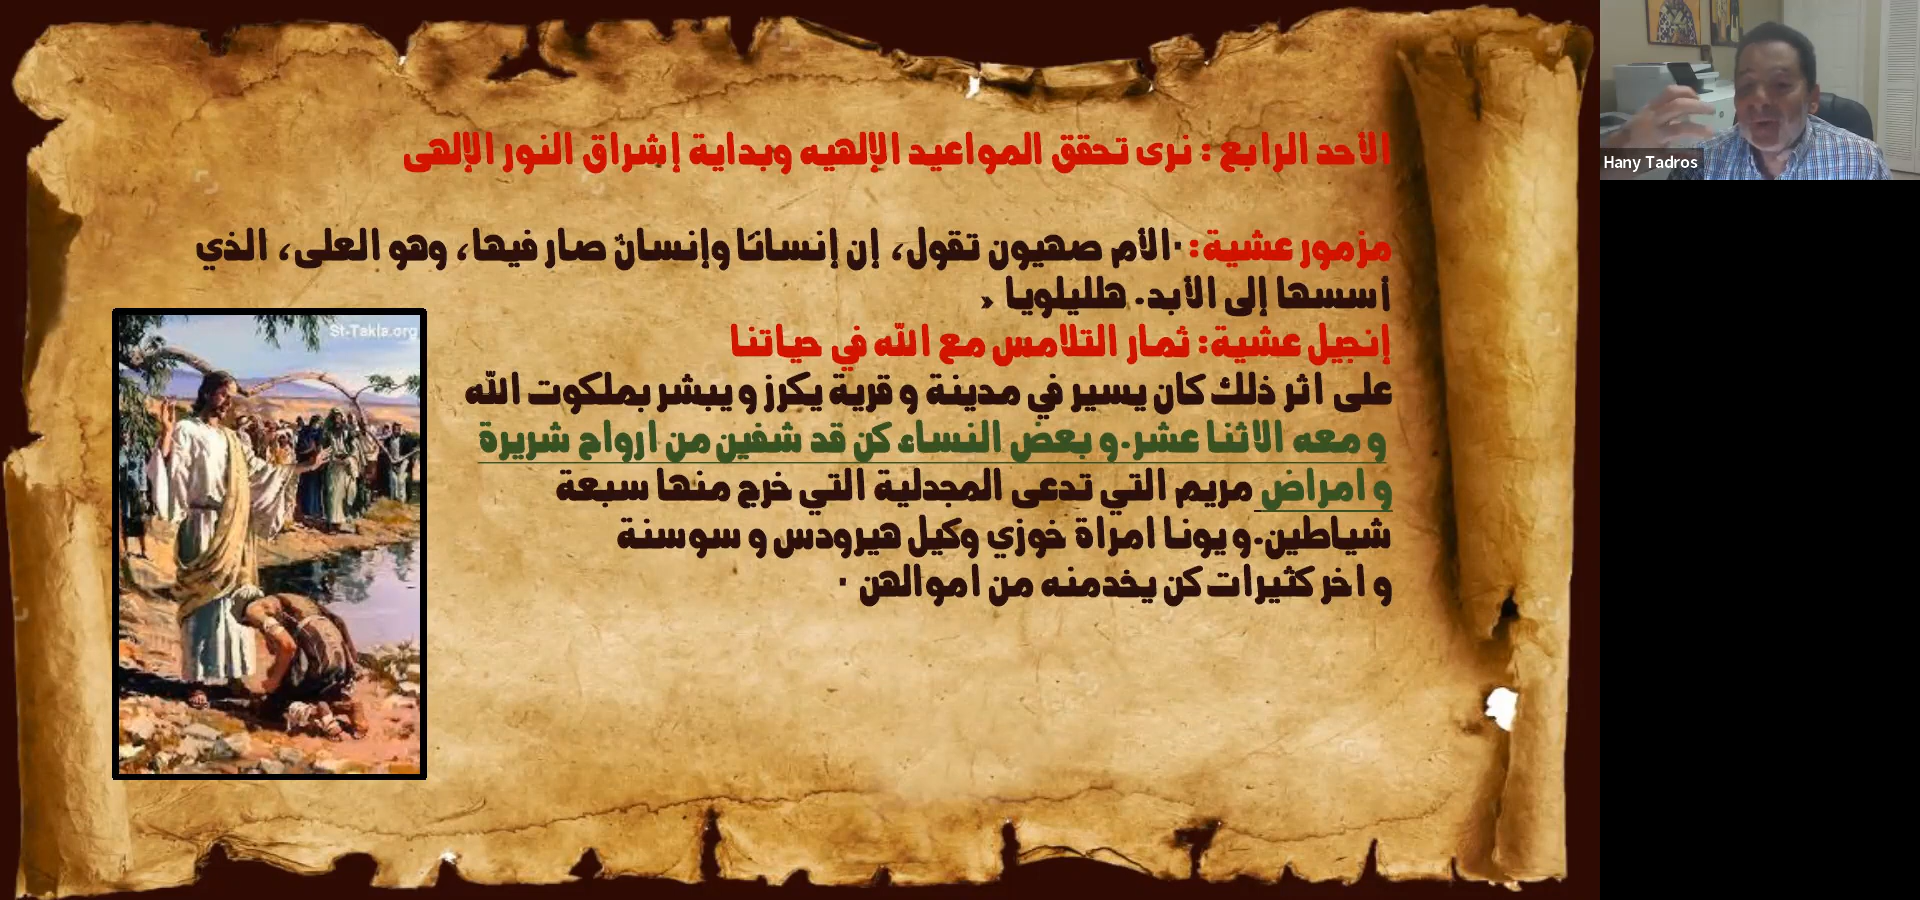 الأحد الرابع : نرى تحقق المواعيد الإلهيه وبداية إشراق النور الإلهى
مزمور عشية: ·الأم صهيون تقول، إن إنسانًا وإنسانٌ صار فيها، وهو العلى، الذي
أسسها إلى الأبد. هلليلويا »
إنجيل عشية: ثمار التلامس مع الله في حياتنا
على اثر ذلك كان يسير في مدينة و قرية يكرز و يبشر بملكوت الله
و معه الاثنا عشر.و بعض النساء كن قد شفين من ارواح شريرة
و امراض مريم التي تدعى المجدلية التي خرج منها سبعة
شياطين.و يونا امراة خوزي وكيل هيرودس و سوسنة
و اخر كثيرات كن يخدمنه من اموالهن ·
St-Takla.org
Hany Tadros